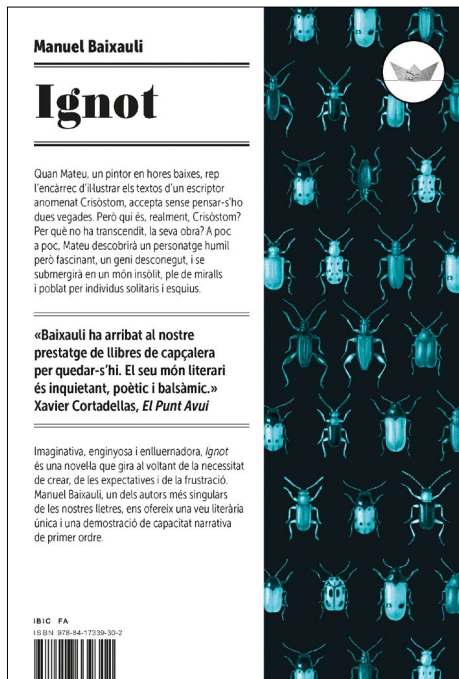 Manuel Baixauli
Ignot
Quan Mateu, un pintor en hores baixes, rep
l'encàrrec d'il·lustrar els textos d'un escriptor
anomenat Crisòstom, accepta sense pensar-s'ho
dues vegades. Però qui és, realment, Crisòstom?
Per què no ha transcendit, la seva obra? A poc
a poc, Mateu descobrirà un personatge humil
però fascinant, un geni desconegut, i se
submergirà en un món insòlit, ple de miralls
i poblat per individus solitaris i esquius.
«Baixauli ha arribat al nostre
prestatge de llibres de capçalera
per quedar-s'hi. El seu món literari
és inquietant, poètic i balsàmic.»
Xavier Cortadellas, El Punt Avui
Imaginativa, enginyosa i enlluernadora, Ignot
és una novel·la que gira al voltant de la necessitat
de crear, de les expectatives i de la frustració.
Manuel Baixauli, un dels autors més singulars
de les nostres lletres, ens ofereix una veu literària
única i una demostració de capacitat narrativa
de primer ordre.
IBIC FA
ISBN 978-84-17339-30-2